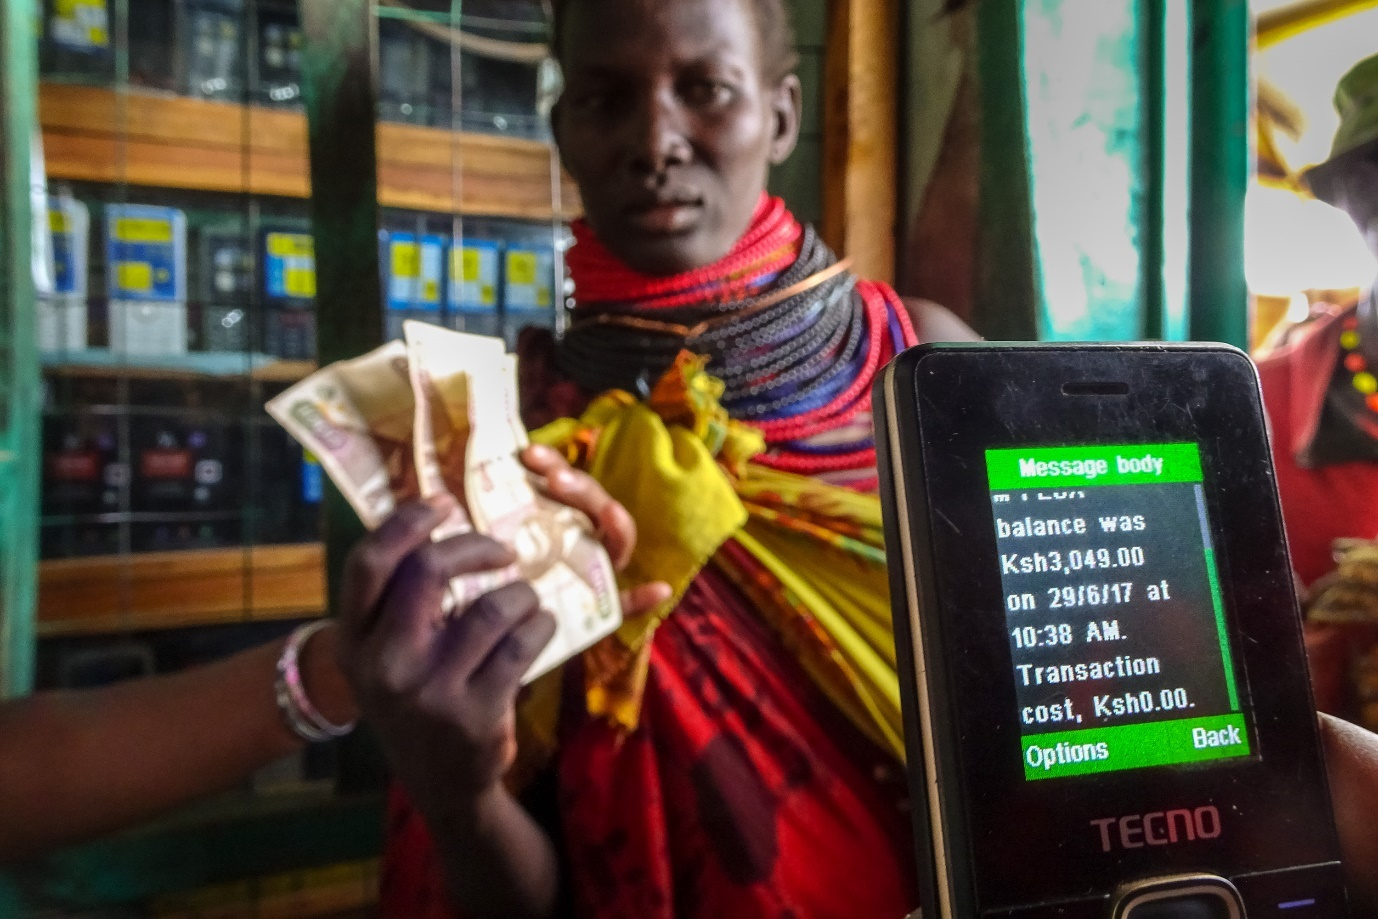 Message body
balance was
Ksh3,049.00
on 29/6/17 at
10:38 AM.
Transaction
cost, Ksh0.00.
Options Back
TECNO